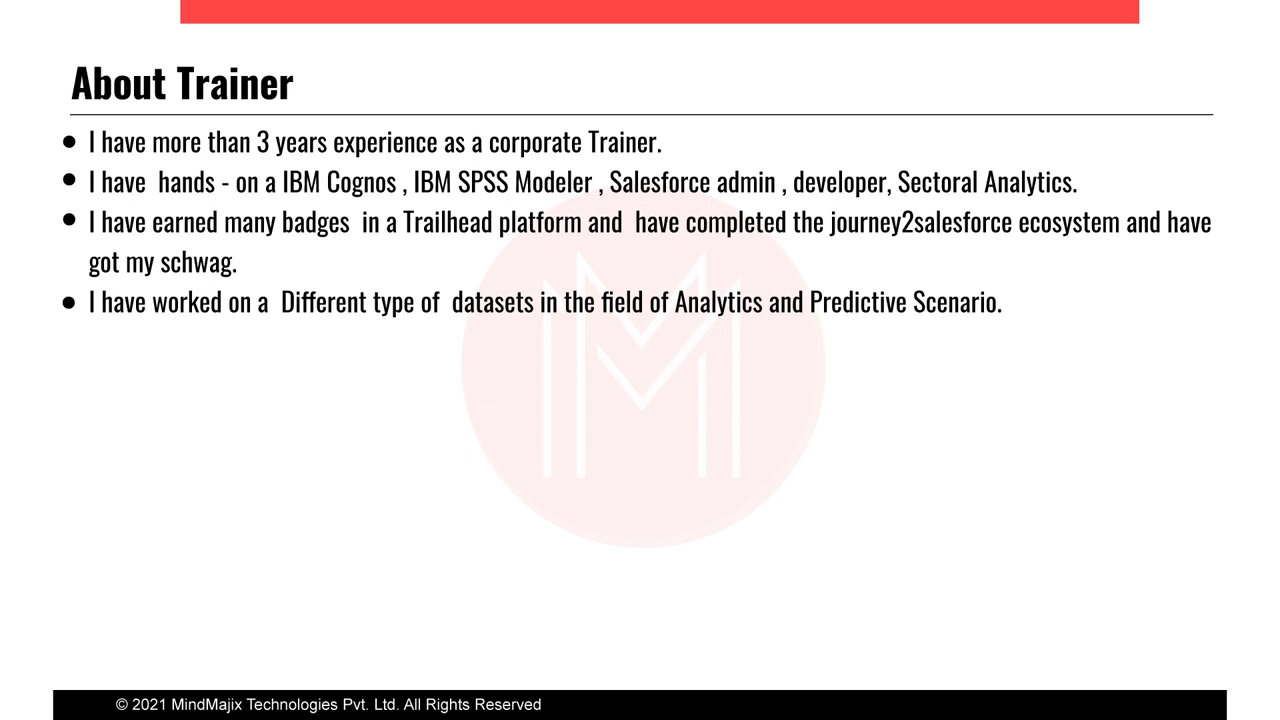 About Trainer
● I have more than 3 years experience as a corporate Trainer.
● I have  hands - on a IBM Cognos , IBM SPSS Modeler , Salesforce admin , developer, Sectoral Analytics.
● I have earned many badges  in a Trailhead platform and  have completed the journey2salesforce ecosystem and have
got my schwag.
● I have worked on a  Different type of  datasets in the field of Analytics and Predictive Scenario.
© 2021 MindMajix Technologies Pvt. Ltd. All Rights Reserved